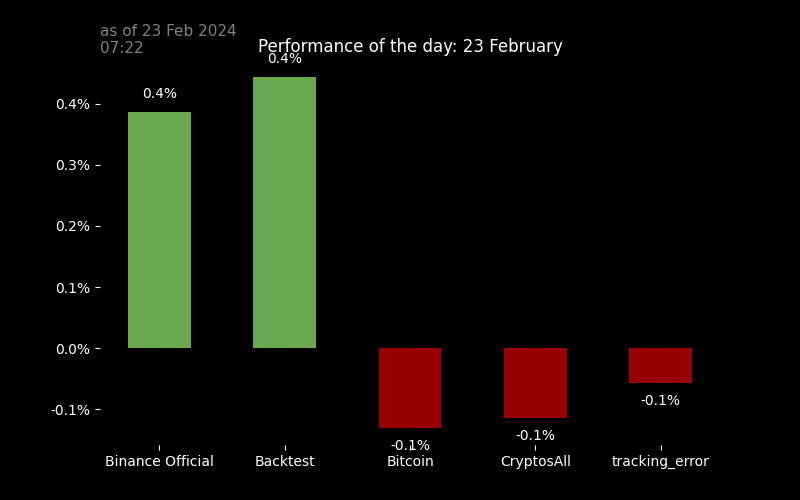 as of 23 Feb 2024
07:22
Performance of the day: 23 February
0.4%
0.4%
0.4%
0.3%
0.2%
0.1%
0.0%
-0.1%
-0.1%
-0.1%
-0.1%
Binance Official
Backtest
Bitcoin
CryptosAll
tracking_error